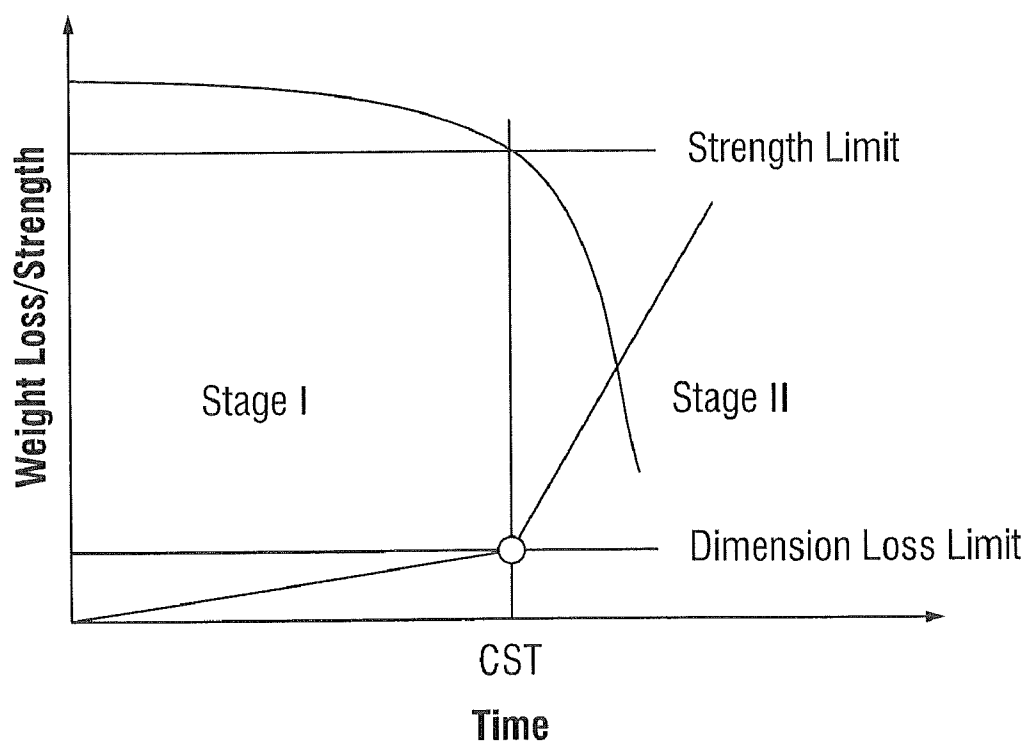 Weight Loss/Strength
Strength Limit
Stage I
Stage II
Dimension Loss Limit
CST
Time